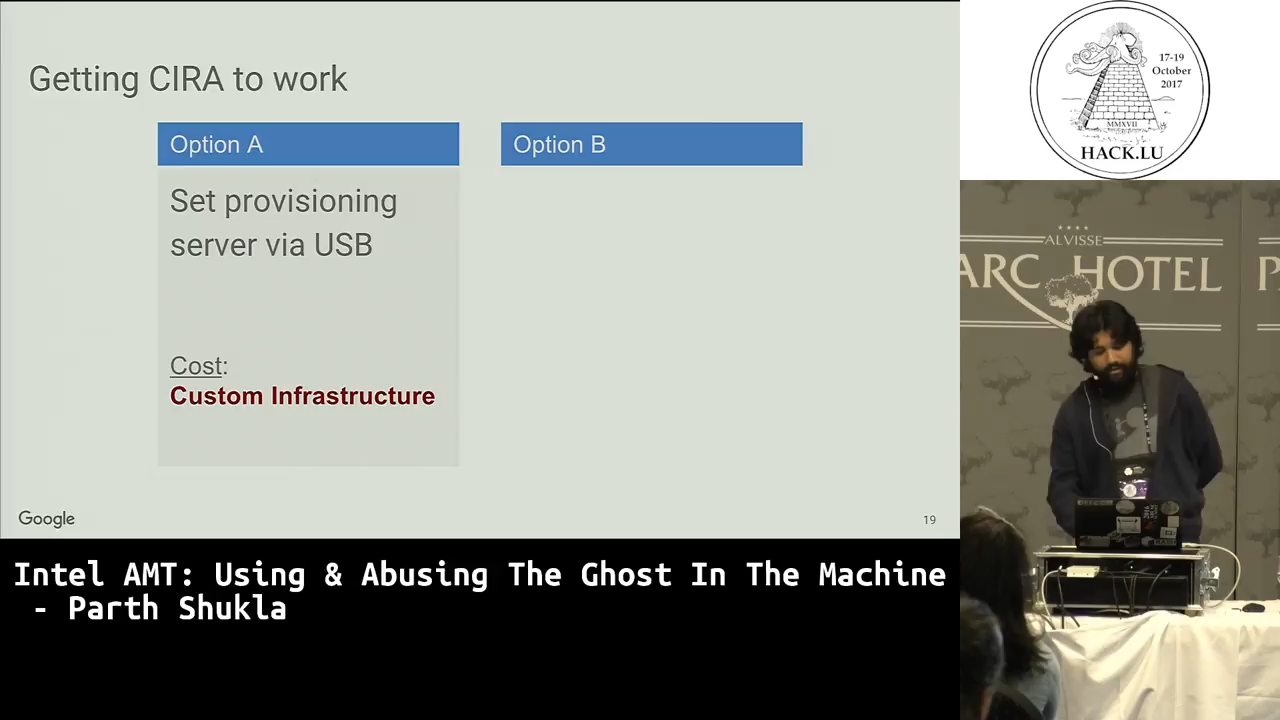 Getting CIRA to work
Option A
Option B
Set provisioning
server via USB
Cost:
Custom Infrastructure
Google
19
17-19
October
2017
MMXVII
HACK.LU
ALVISSE
ARC HOTEL
P
Intel AMT: Using & Abusing The Ghost In The Machine
- Parth Shukla